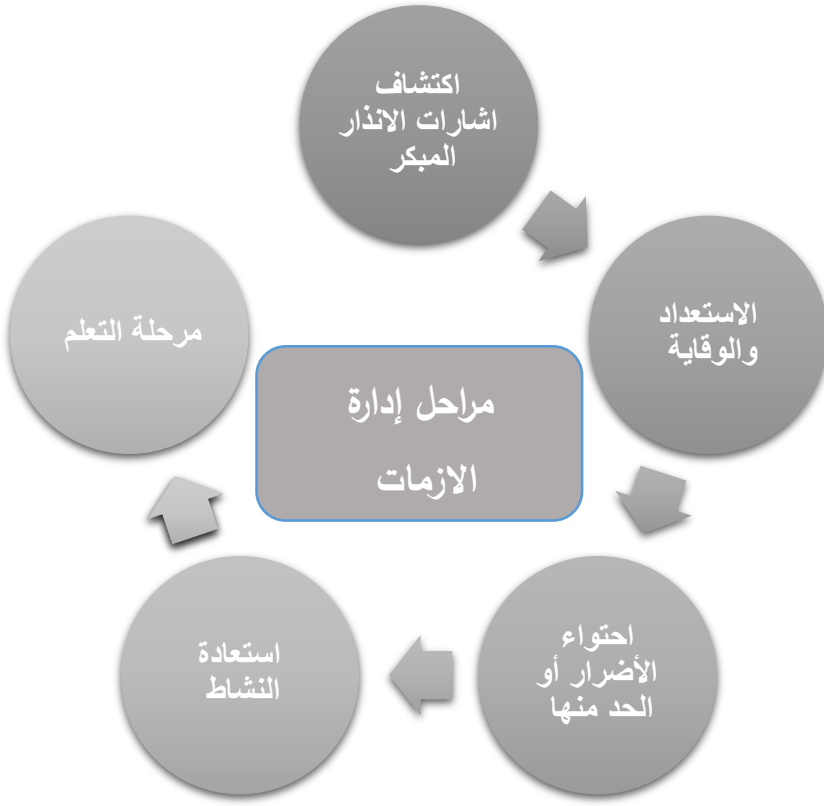 اكتشاف
اشارات الانذار
المبكر
الاستعداد
والوقاية
احتواء
الأضرار أو
الحد منها
استعادة
النشاط
مرحلة التعلم
مراحل إدارة
الازمات